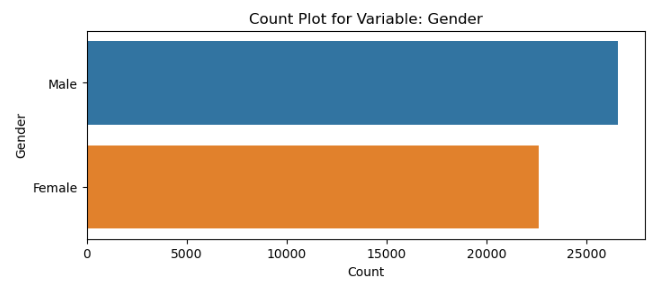 Count Plot for Variable: Gender
Male
Gender
Female
0 5000 10000 15000 20000 25000
Count